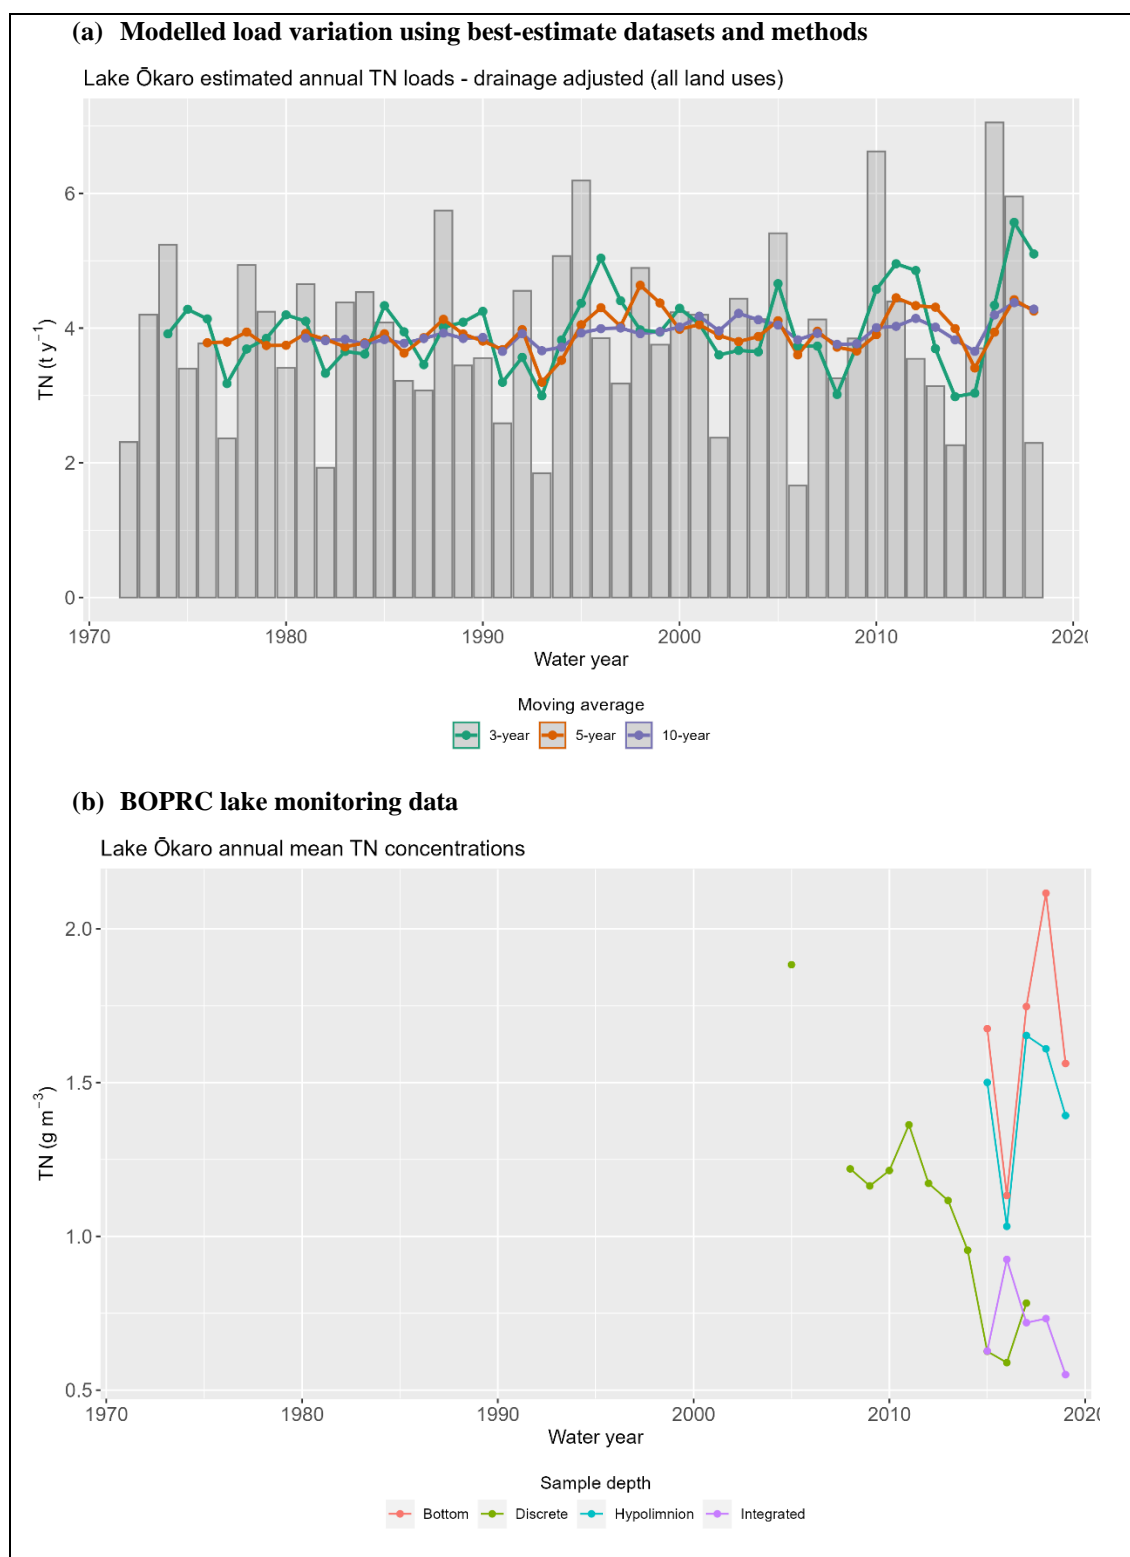 (a) Modelled load variation using best-estimate datasets and methods
Lake Ōkaro estimated annual TN loads - drainage adjusted (all land uses)
TN (t y⁻¹)
6
4
2
0
1970 1980 1990 2000 2010 2020
Water year
Moving average
3-year 5-year 10-year
(b) BOPRC lake monitoring data
Lake Ōkaro annual mean TN concentrations
TN (g m⁻³)
2.0
1.5
1.0
0.5
1970 1980 1990 2000 2010 2020
Water year
Sample depth
Bottom Discrete Hypolimnion Integrated